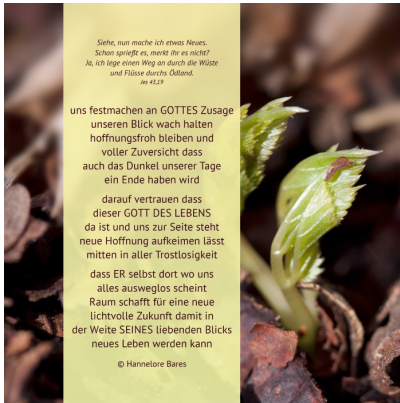 Siehe, nun mache ich etwas Neues.
Schon sprießt es, merkt ihr es nicht?
Ja, ich lege einen Weg an durch die Wüste
und Flüsse durchs Ödland.
Jes 43,19
uns festmachen an GOTTES Zusage
unseren Blick wach halten
hoffnungsfroh bleiben und
voller Zuversicht dass
auch das Dunkel unserer Tage
ein Ende haben wird
darauf vertrauen dass
dieser GOTT DES LEBENS
da ist und uns zur Seite steht
neue Hoffnung aufkeimen lässt
mitten in aller Trostlosigkeit
dass ER selbst dort wo uns
alles ausweglos scheint
Raum schafft für eine neue
lichtvolle Zukunft damit in
der Weite SEINES liebenden Blicks
neues Leben werden kann
© Hannelore Bares